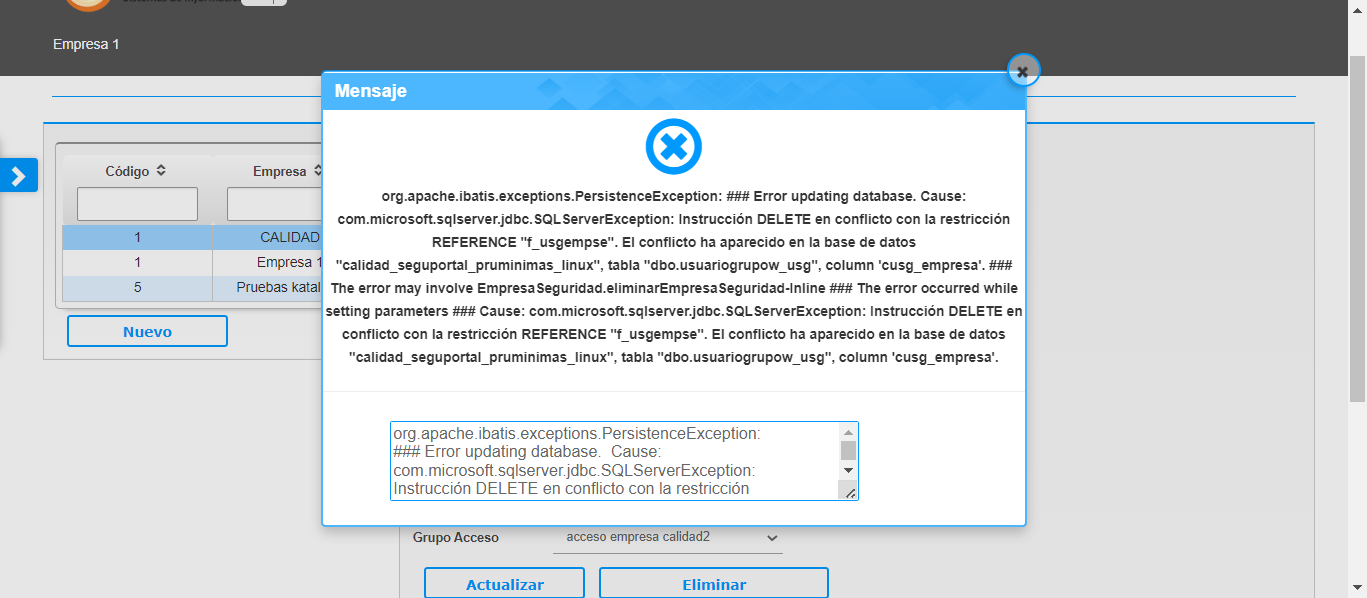 Empresa 1
Mensaje
Código
Empresa
1
CALIDAD
1
Empresa 1
5
Pruebas katal
Nuevo
org.apache.ibatis.exceptions.PersistenceException: ### Error updating database. Cause:
com.microsoft.sqlserver.jdbc.SQLServerException: Instrucción DELETE en conflicto con la restricción
REFERENCE "f_usgempse". El conflicto ha aparecido en la base de datos
"calidad_seguportal_pruminimas_linux", tabla "dbo.usuariogrupow_usg", column 'cusg_empresa'. ###
The error may involve EmpresaSeguridad.eliminarEmpresaSeguridad-Inline ### The error occurred while
setting parameters ### Cause: com.microsoft.sqlserver.jdbc.SQLServerException: Instrucción DELETE en
conflicto con la restricción REFERENCE "f_usgempse". El conflicto ha aparecido en la base de datos
"calidad_seguportal_pruminimas_linux", tabla "dbo.usuariogrupow_usg", column 'cusg_empresa'.
org.apache.ibatis.exceptions.PersistenceException:
### Error updating database.  Cause:
com.microsoft.sqlserver.jdbc.SQLServerException:
Instrucción DELETE en conflicto con la restricción
Grupo Acceso
acceso empresa calidad2
Actualizar
Eliminar